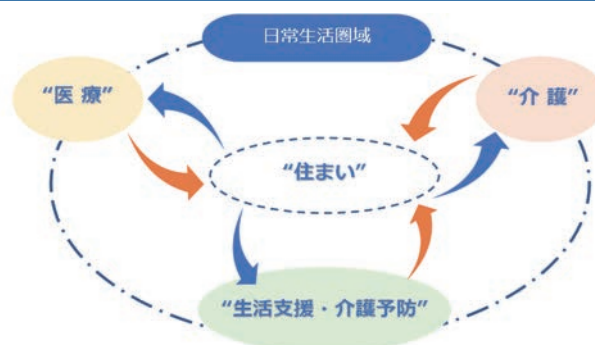 日常生活圏域
“医 療”
“介 護”
“住まい”
“生活支援・介護予防”